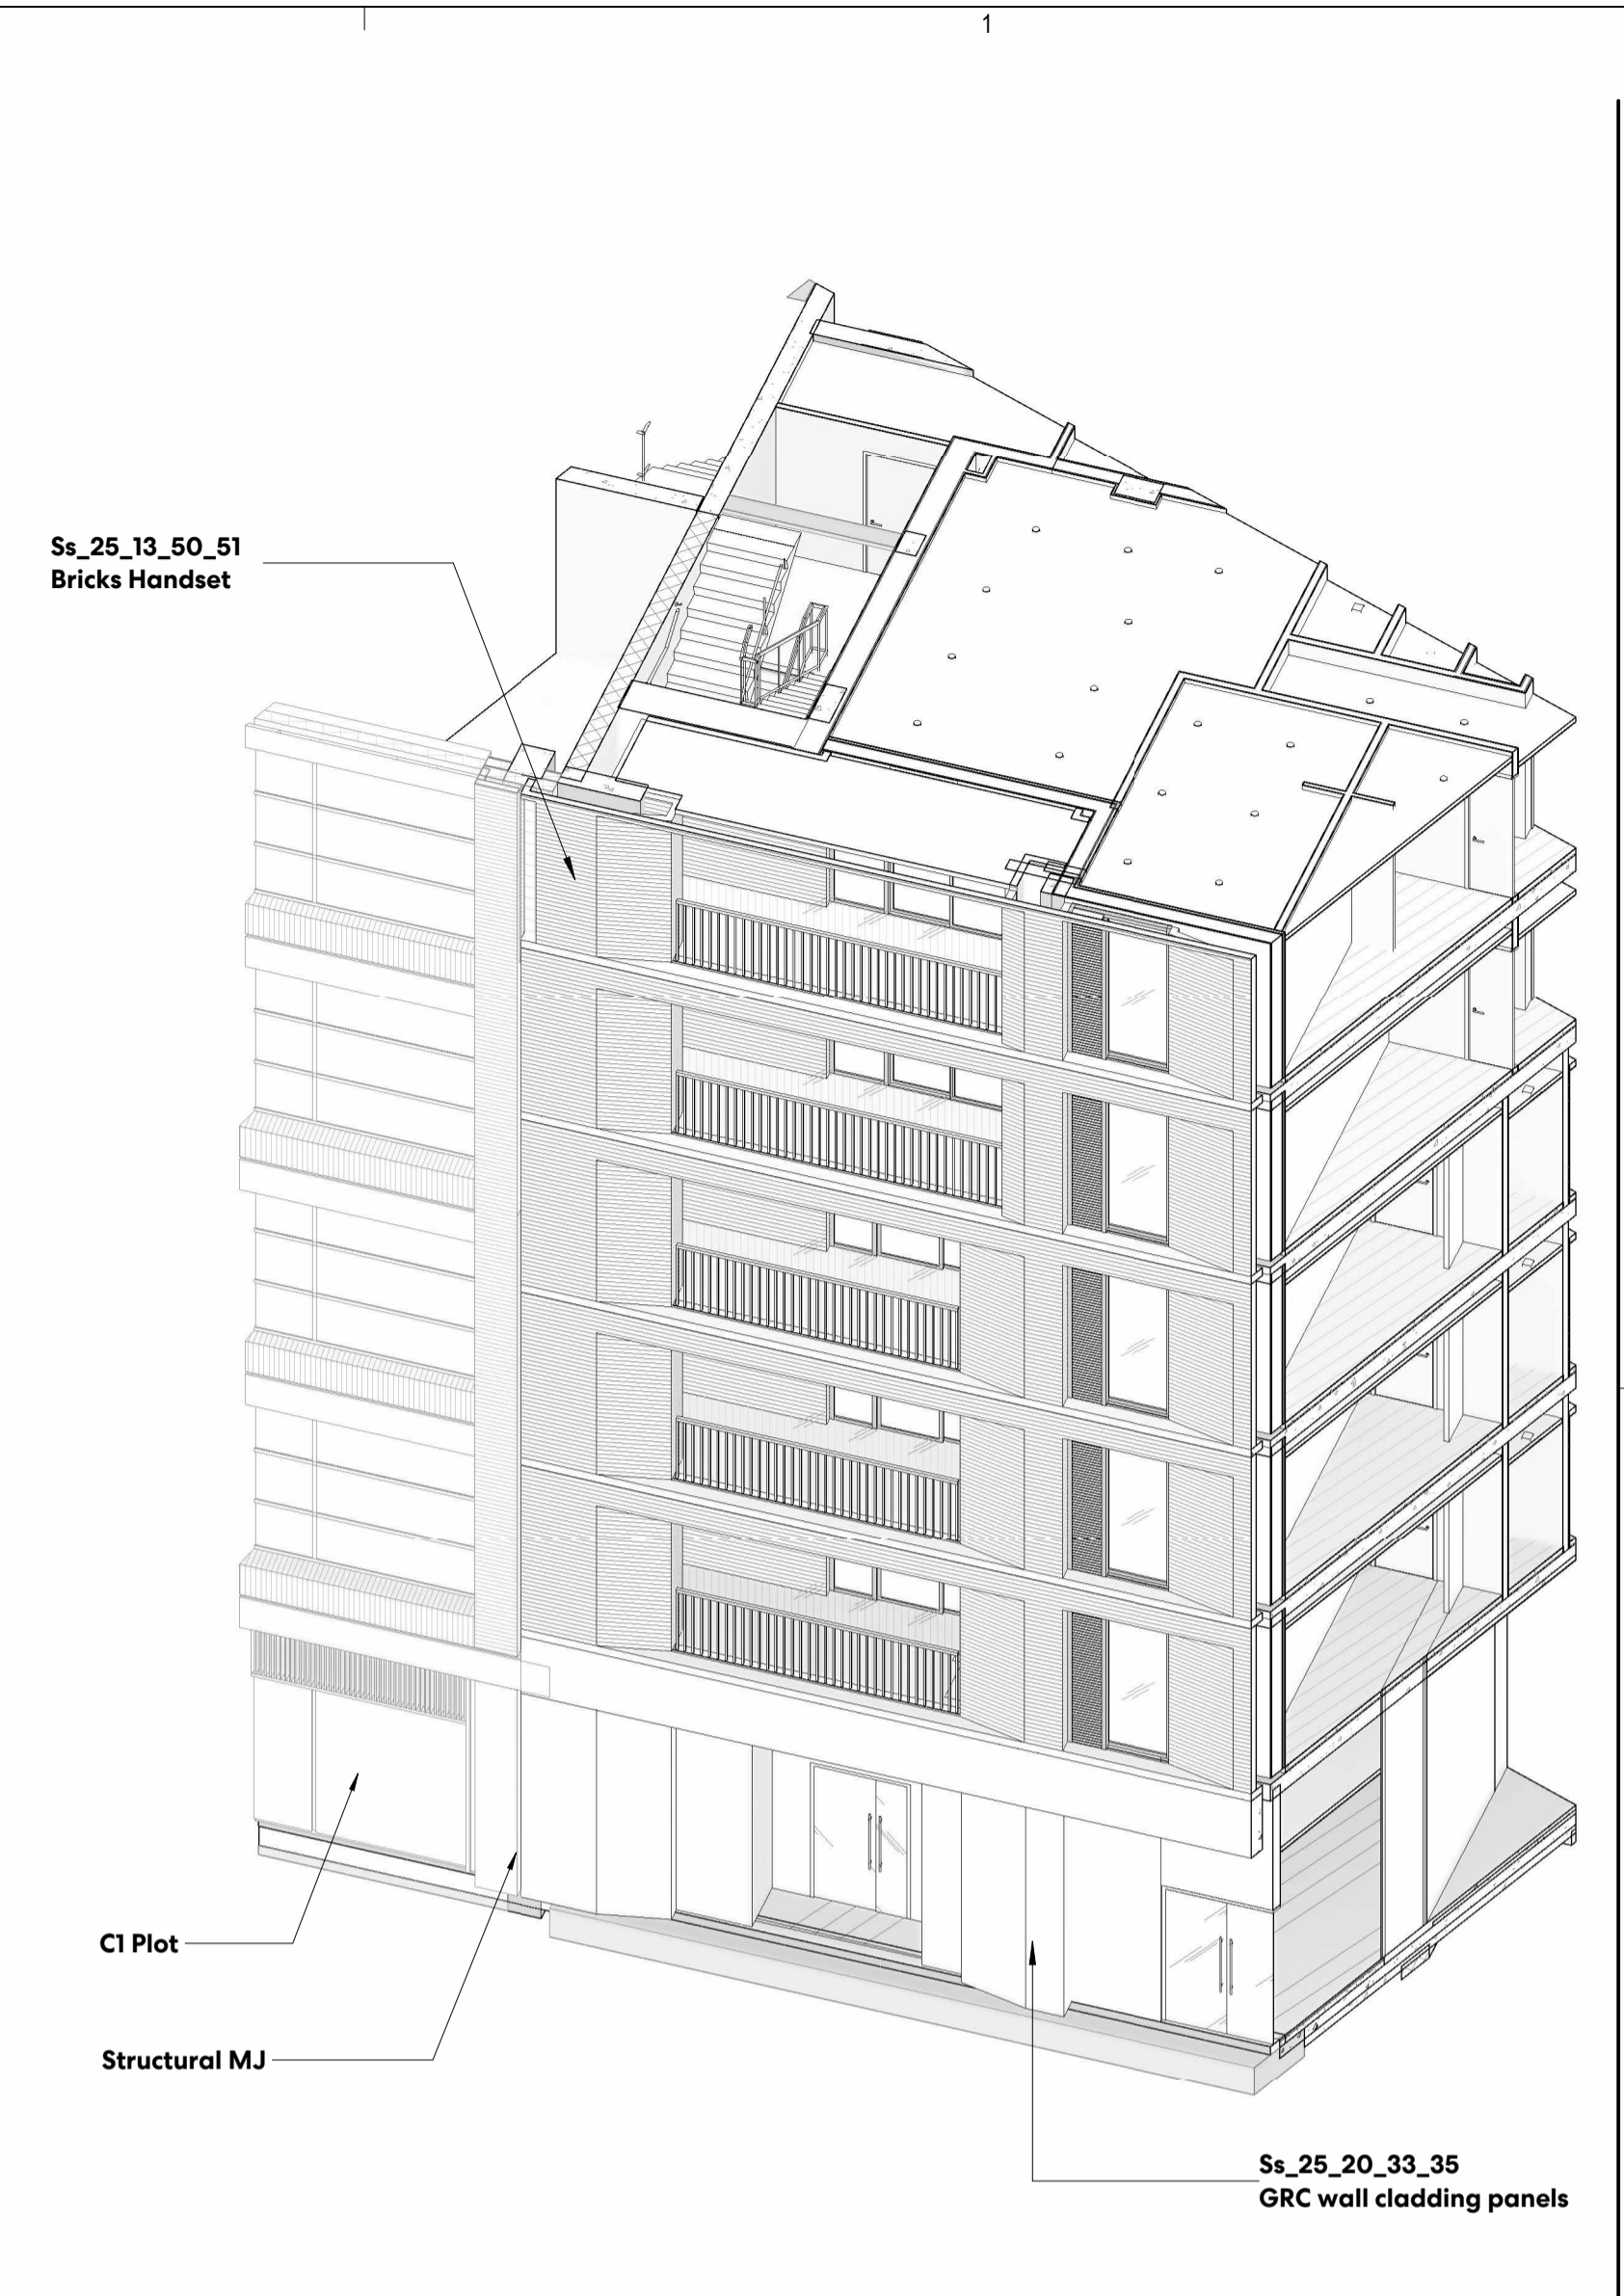 1
Ss_25_13_50_51
Bricks Handset
C1 Plot
Structural MJ
Ss_25_20_33_35
GRC wall cladding panels